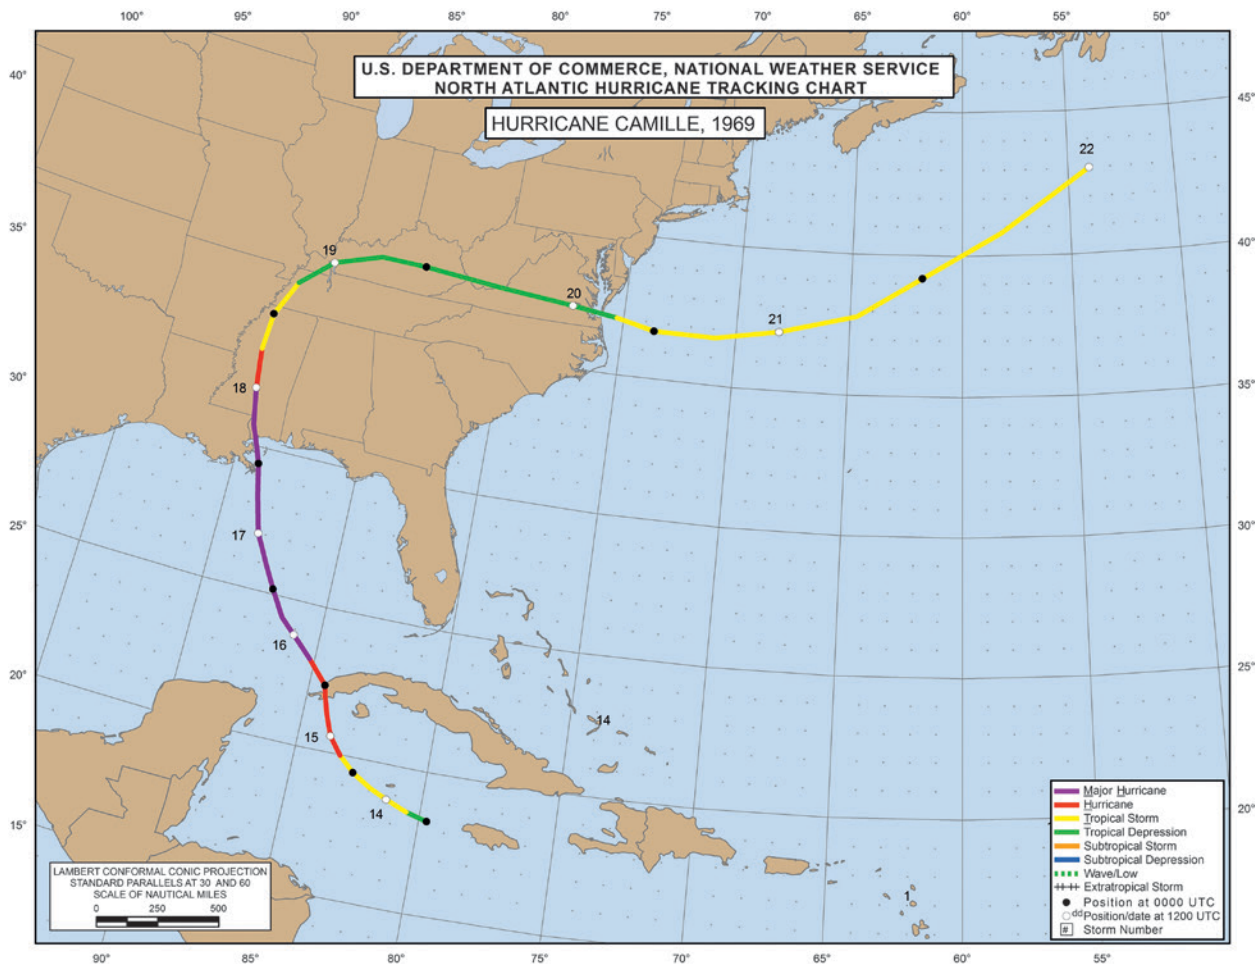 100° 95° 90° 85° 80° 75° 70° 65° 60° 55° 50°
U.S. DEPARTMENT OF COMMERCE, NATIONAL WEATHER SERVICE
NORTH ATLANTIC HURRICANE TRACKING CHART
HURRICANE CAMILLE, 1969
40°
45°
22
35°
40°
19
20
21
30°
35°
18
25°
30°
17
16
20°
25°
14
15
14
20°
15°
Major Hurricane
Hurricane
Tropical Storm
Tropical Depression
Subtropical Storm
Subtropical Depression
Wave/Low
Extratropical Storm
Position at 0000 UTC
dd Position/date at 1200 UTC
# Storm Number
1
LAMBERT CONFORMAL CONIC PROJECTION
STANDARD PARALLELS AT 30 AND 60
SCALE OF NAUTICAL MILES
0 250 500
90° 85° 80° 75° 70° 65° 60° 55°